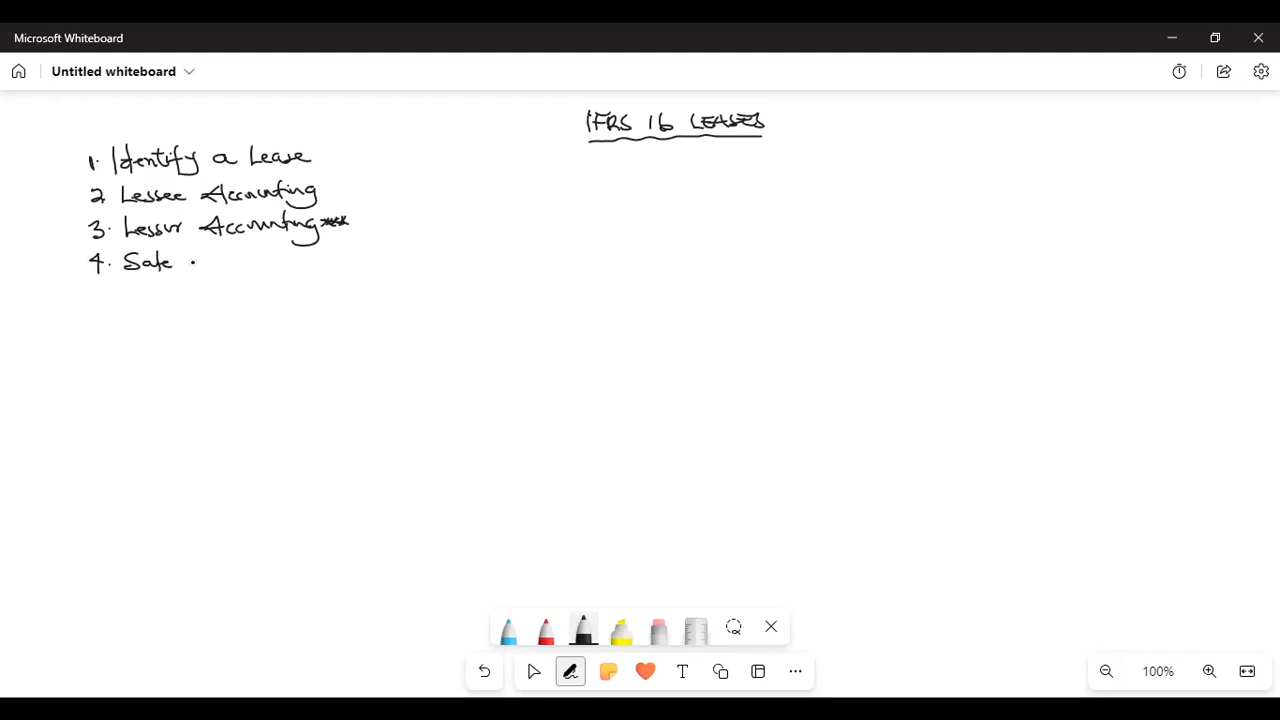 Microsoft Whiteboard
Untitled whiteboard
IFRS 16 LEASES
1. Identify a Lease
2 Lessee Accounting
3. Lessor Accounting
4. Sale
100%